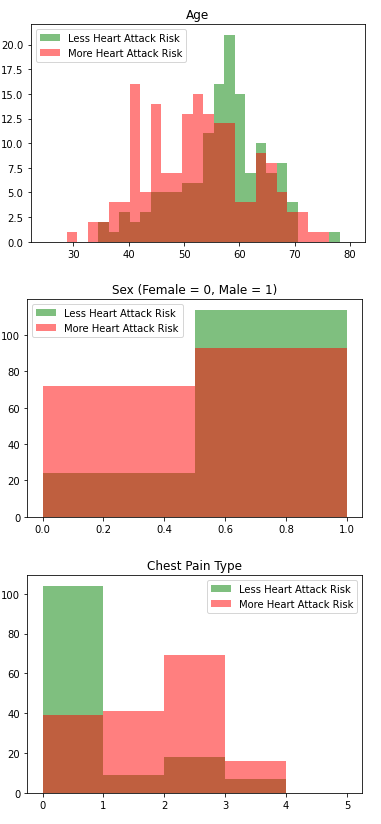 Age
Less Heart Attack Risk
More Heart Attack Risk
20.0
17.5
15.0
12.5
10.0
7.5
5.0
2.5
0.0
30 40 50 60 70 80
Sex (Female = 0, Male = 1)
Less Heart Attack Risk
More Heart Attack Risk
100
80
60
40
20
0
0.0 0.2 0.4 0.6 0.8 1.0
Chest Pain Type
Less Heart Attack Risk
More Heart Attack Risk
100
80
60
40
20
0
0 1 2 3 4 5